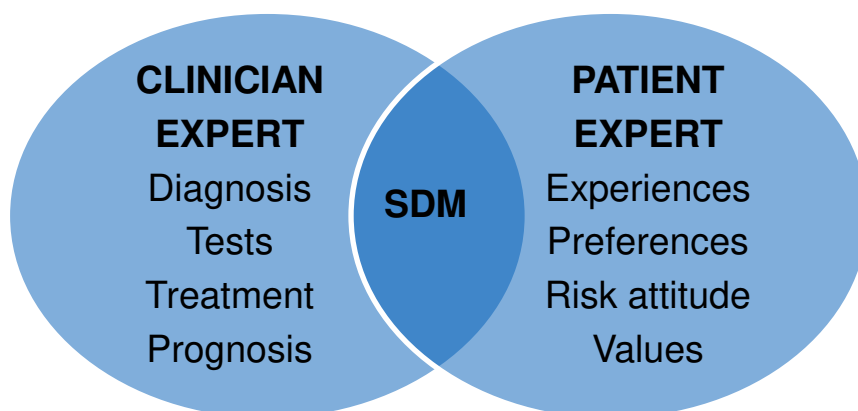 CLINICIAN
EXPERT
Diagnosis
Tests
Treatment
Prognosis
SDM
PATIENT
EXPERT
Experiences
Preferences
Risk attitude
Values